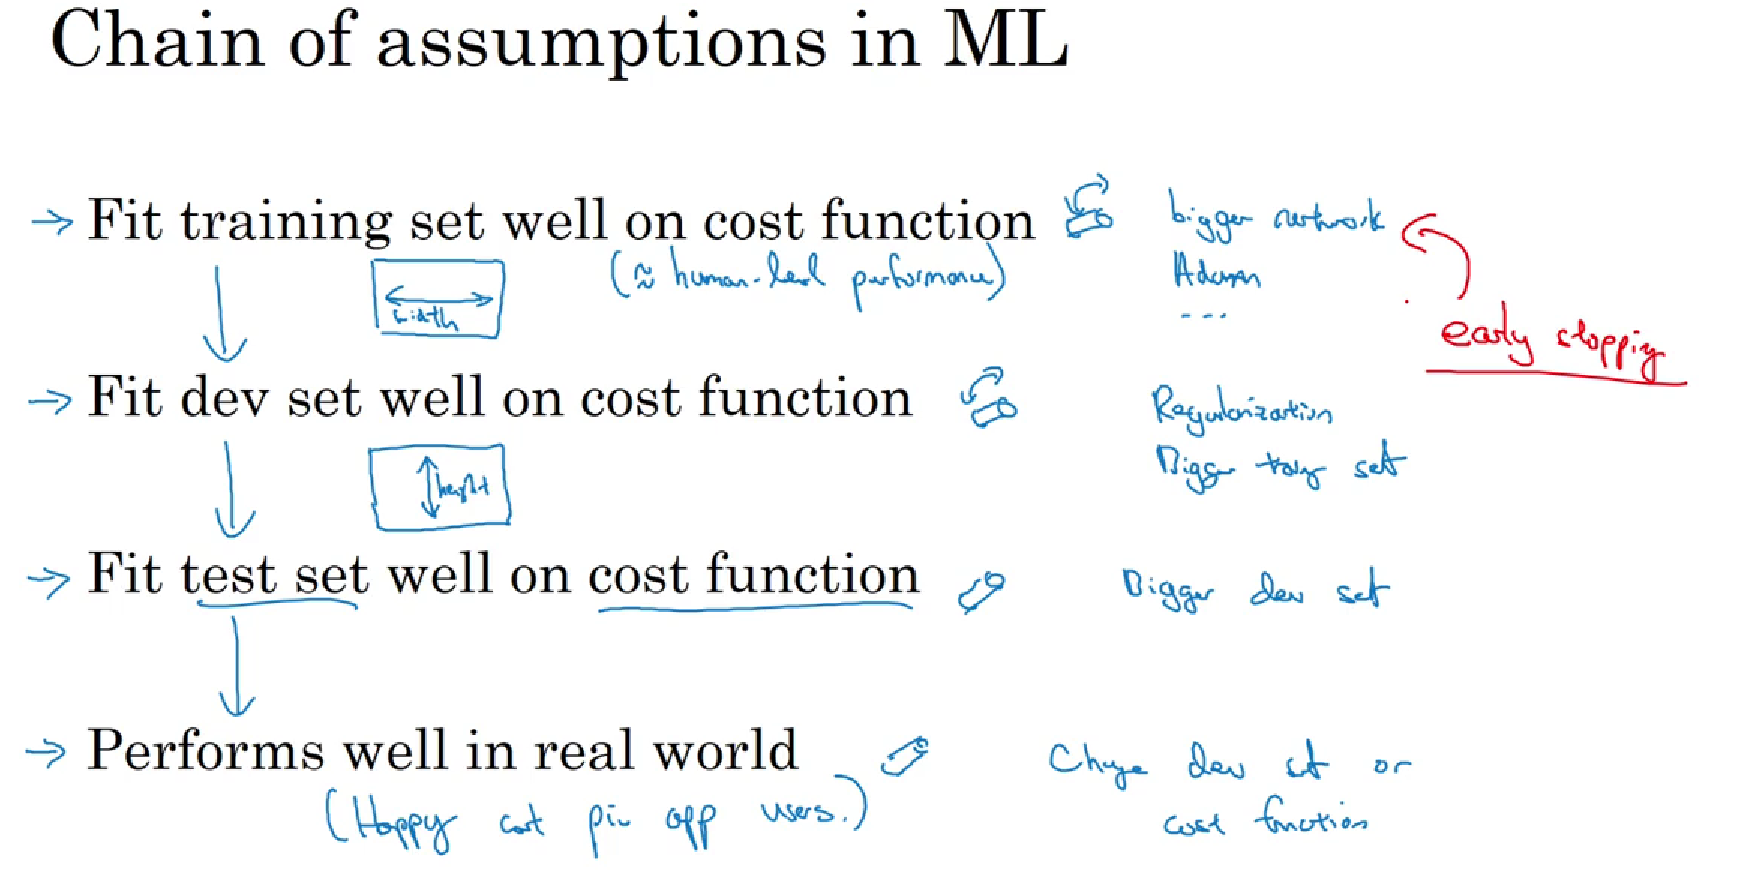 Chain of assumptions in ML
→ Fit training set well on cost function
bigger network
(≈ human-level performance)
Adam
...
width
early stopping
→ Fit dev set well on cost function
Regularization
Bigger training set
height
→ Fit test set well on cost function
Bigger dev set
→ Performs well in real world
Change dev set or
cost function
(Happy cat pic app users.)